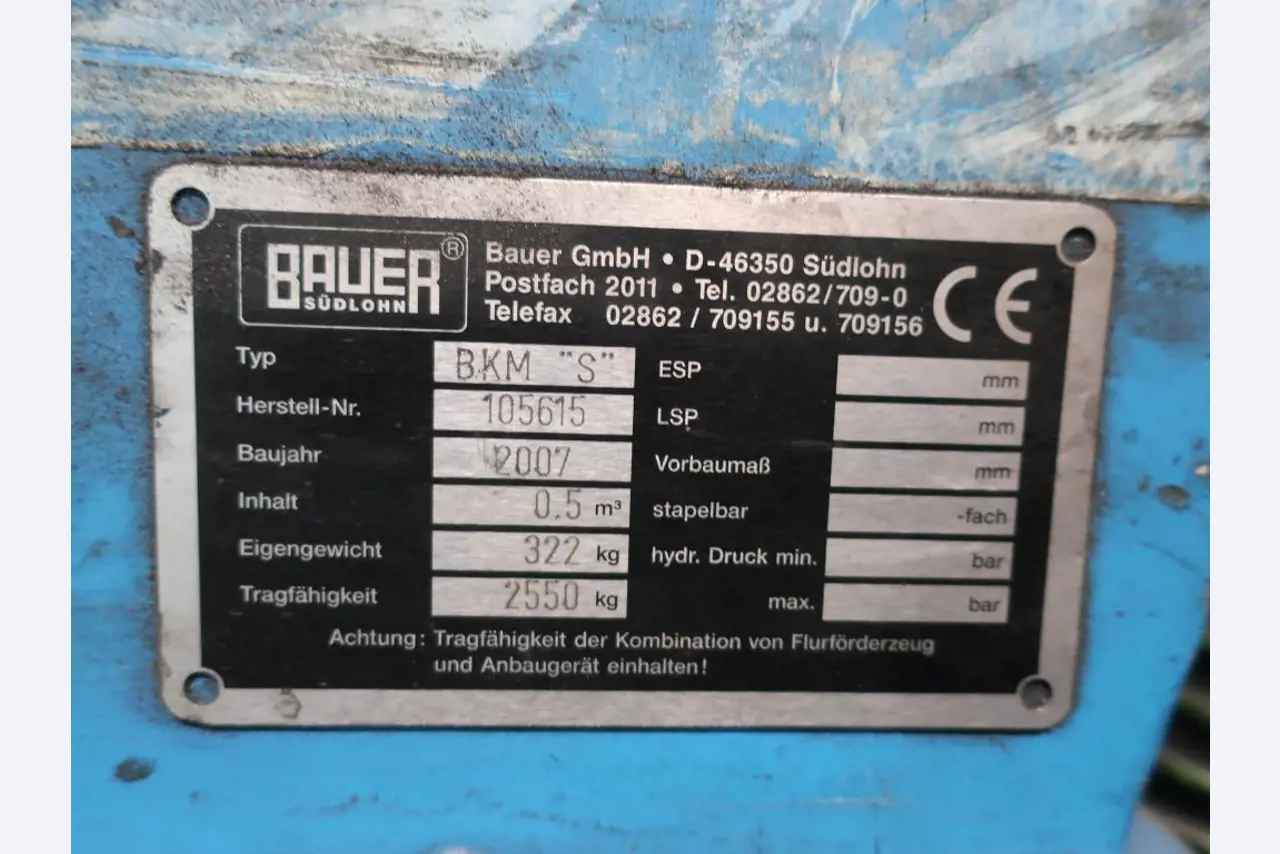 BAUER®
SÜDLOHN
Bauer GmbH • D-46350 Südlohn
Postfach 2011 • Tel. 02862/709-0
Telefax 02862 / 709155 u. 709156
CE
Typ BKM "S"
Herstell-Nr. 105615
Baujahr 2007
Inhalt 0.5 m³
Eigengewicht 322 kg
Tragfähigkeit 2550 kg
ESP mm
LSP mm
Vorbaumaß mm
stapelbar -fach
hydr. Druck min. bar
max. bar
Achtung: Tragfähigkeit der Kombination von Flurförderzeug
und Anbaugerät einhalten!